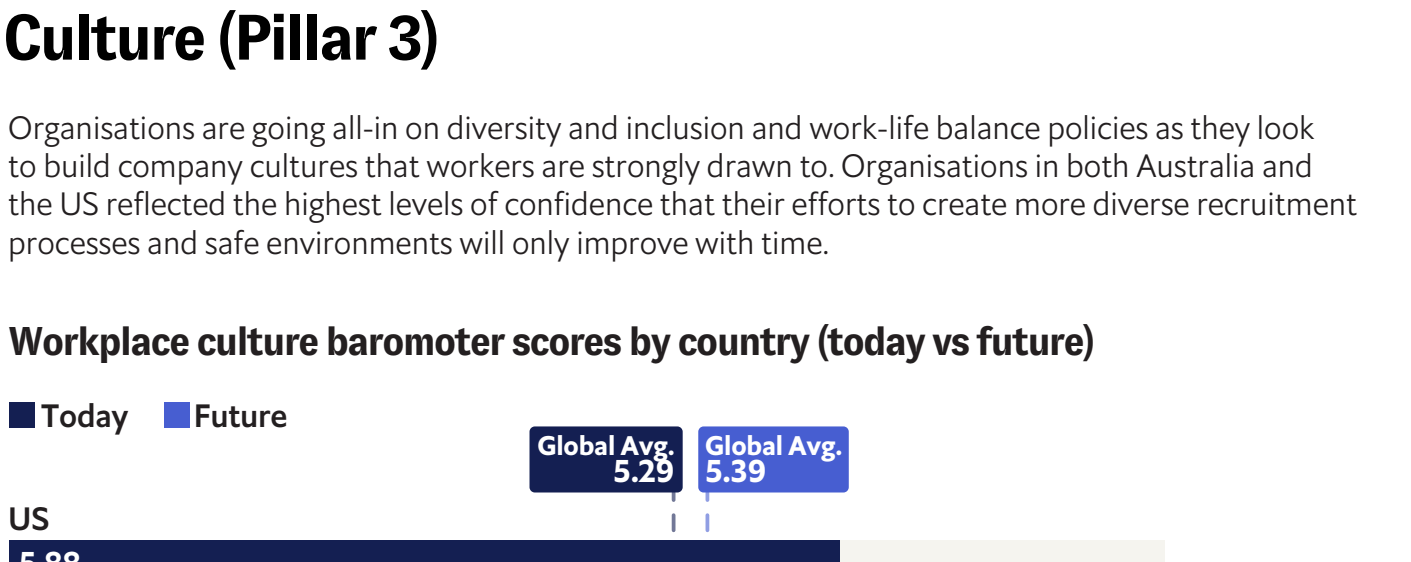 Culture (Pillar 3)
Organisations are going all-in on diversity and inclusion and work-life balance policies as they look
to build company cultures that workers are strongly drawn to. Organisations in both Australia and
the US reflected the highest levels of confidence that their efforts to create more diverse recruitment
processes and safe environments will only improve with time.
Workplace culture baromoter scores by country (today vs future)
Today Future
Global Avg. Global Avg.
5.29 5.39
US
5.88